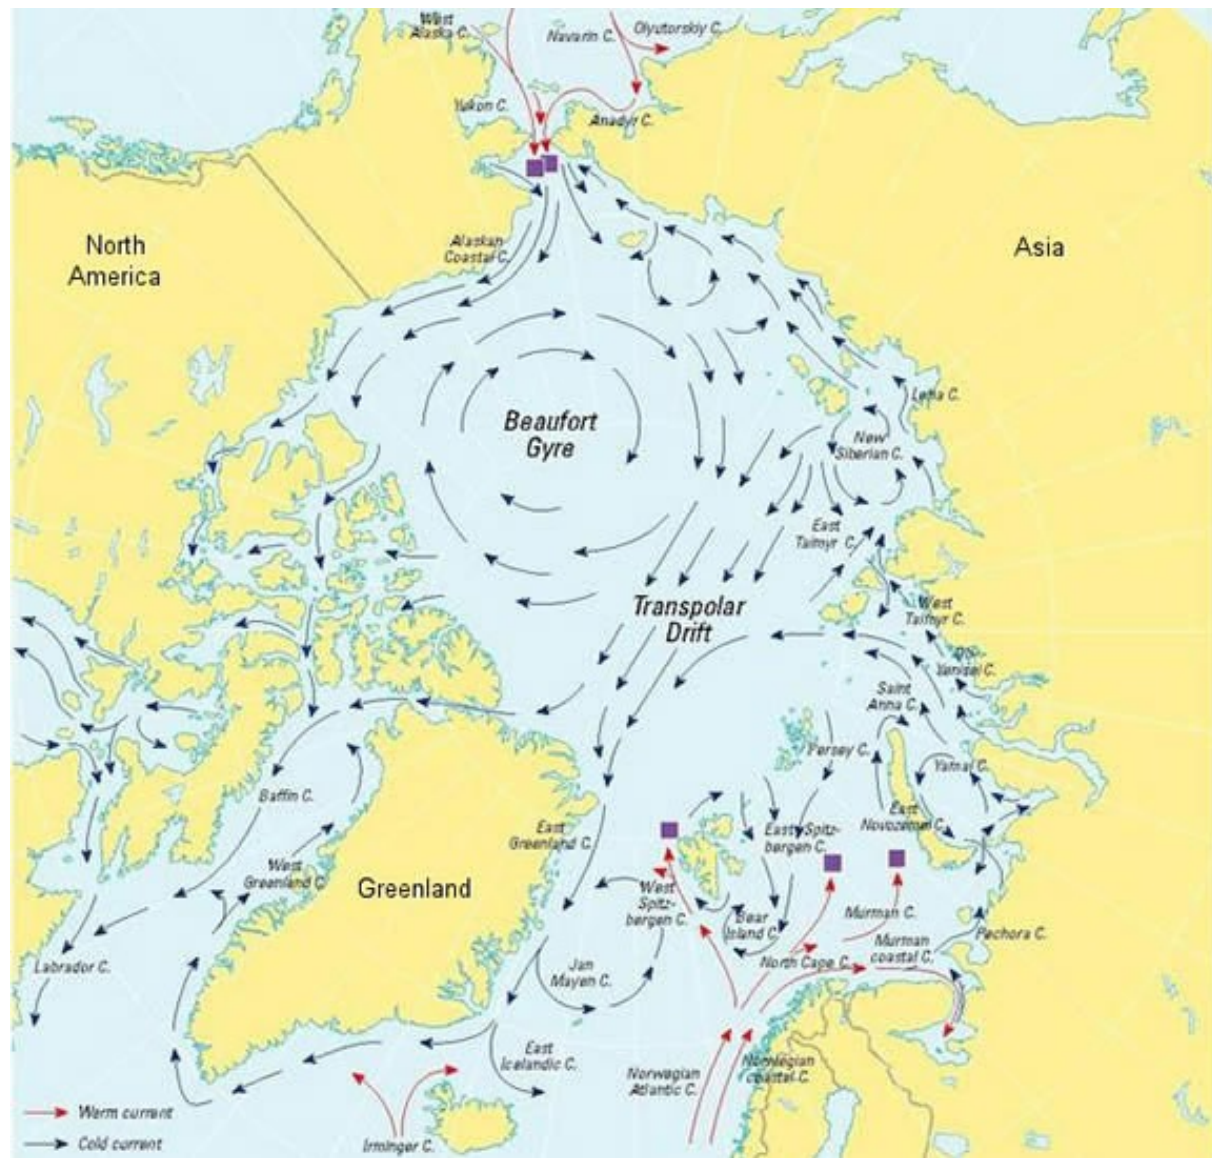 West
Alaska C.
Navarin C.
Olyutorskiy C.
Yukon C.
Anadyr C.
North
America
Alaskan
Coastal C.
Asia
Beaufort
Gyre
Lena C.
New
Siberian C.
East
Taimyr C.
Transpolar
Drift
West
Taimyr C.
Ob-
Yenisei C.
Saint
Anna C.
Persey C.
Yamal C.
Baffin C.
East
Greenland C.
East Spitz-
bergen C.
East
Novozemel C.
West
Greenland C.
Greenland
West
Spitz-
bergen C.
Bear
Island C.
Murman C.
Murman
coastal C.
Pechora C.
North Cape C.
Labrador C.
Jan
Mayen C.
East
Icelandic C.
Norwegian
Atlantic C.
Norwegian
coastal C.
Irminger C.
Warm current
Cold current